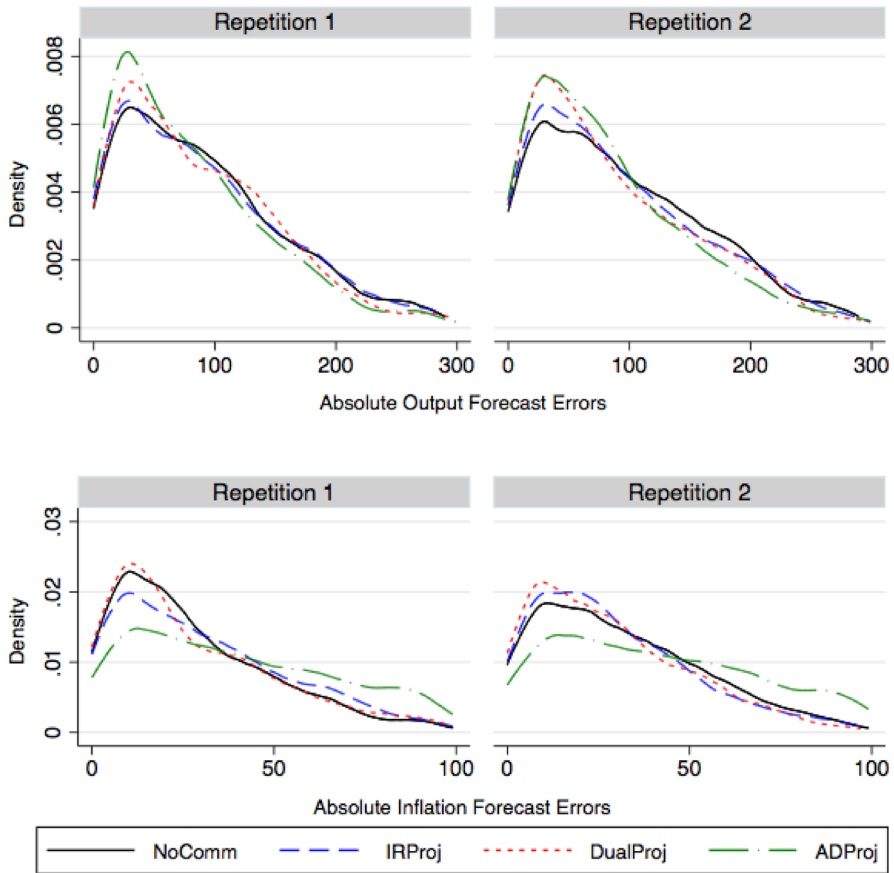 Repetition 1
Repetition 2
Density
.008
.006
.004
.002
0
0
100
200
300
0
100
200
300
Absolute Output Forecast Errors
Repetition 1
Repetition 2
Density
.03
.02
.01
0
0
50
100
0
50
100
Absolute Inflation Forecast Errors
NoComm
IRProj
DualProj
ADProj